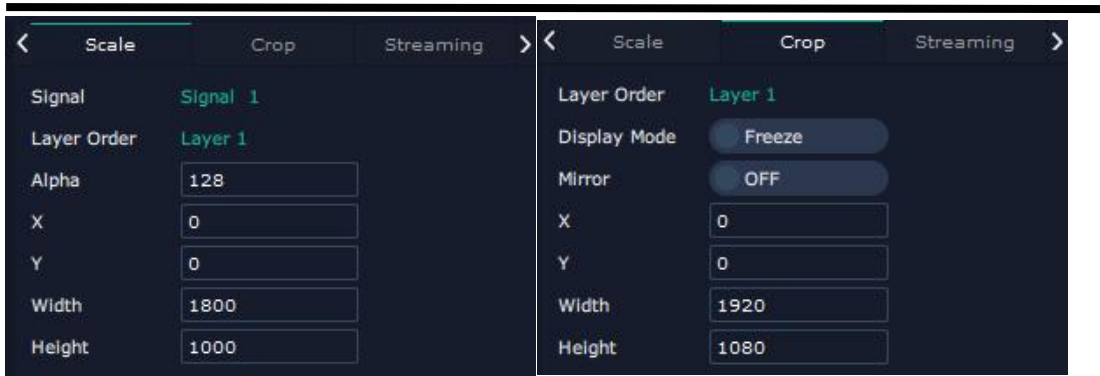 Scale Crop Streaming
Signal Signal 1
Layer Order Layer 1
Alpha 128
X 0
Y 0
Width 1800
Height 1000
Scale Crop Streaming
Layer Order Layer 1
Display Mode Freeze
Mirror OFF
X 0
Y 0
Width 1920
Height 1080